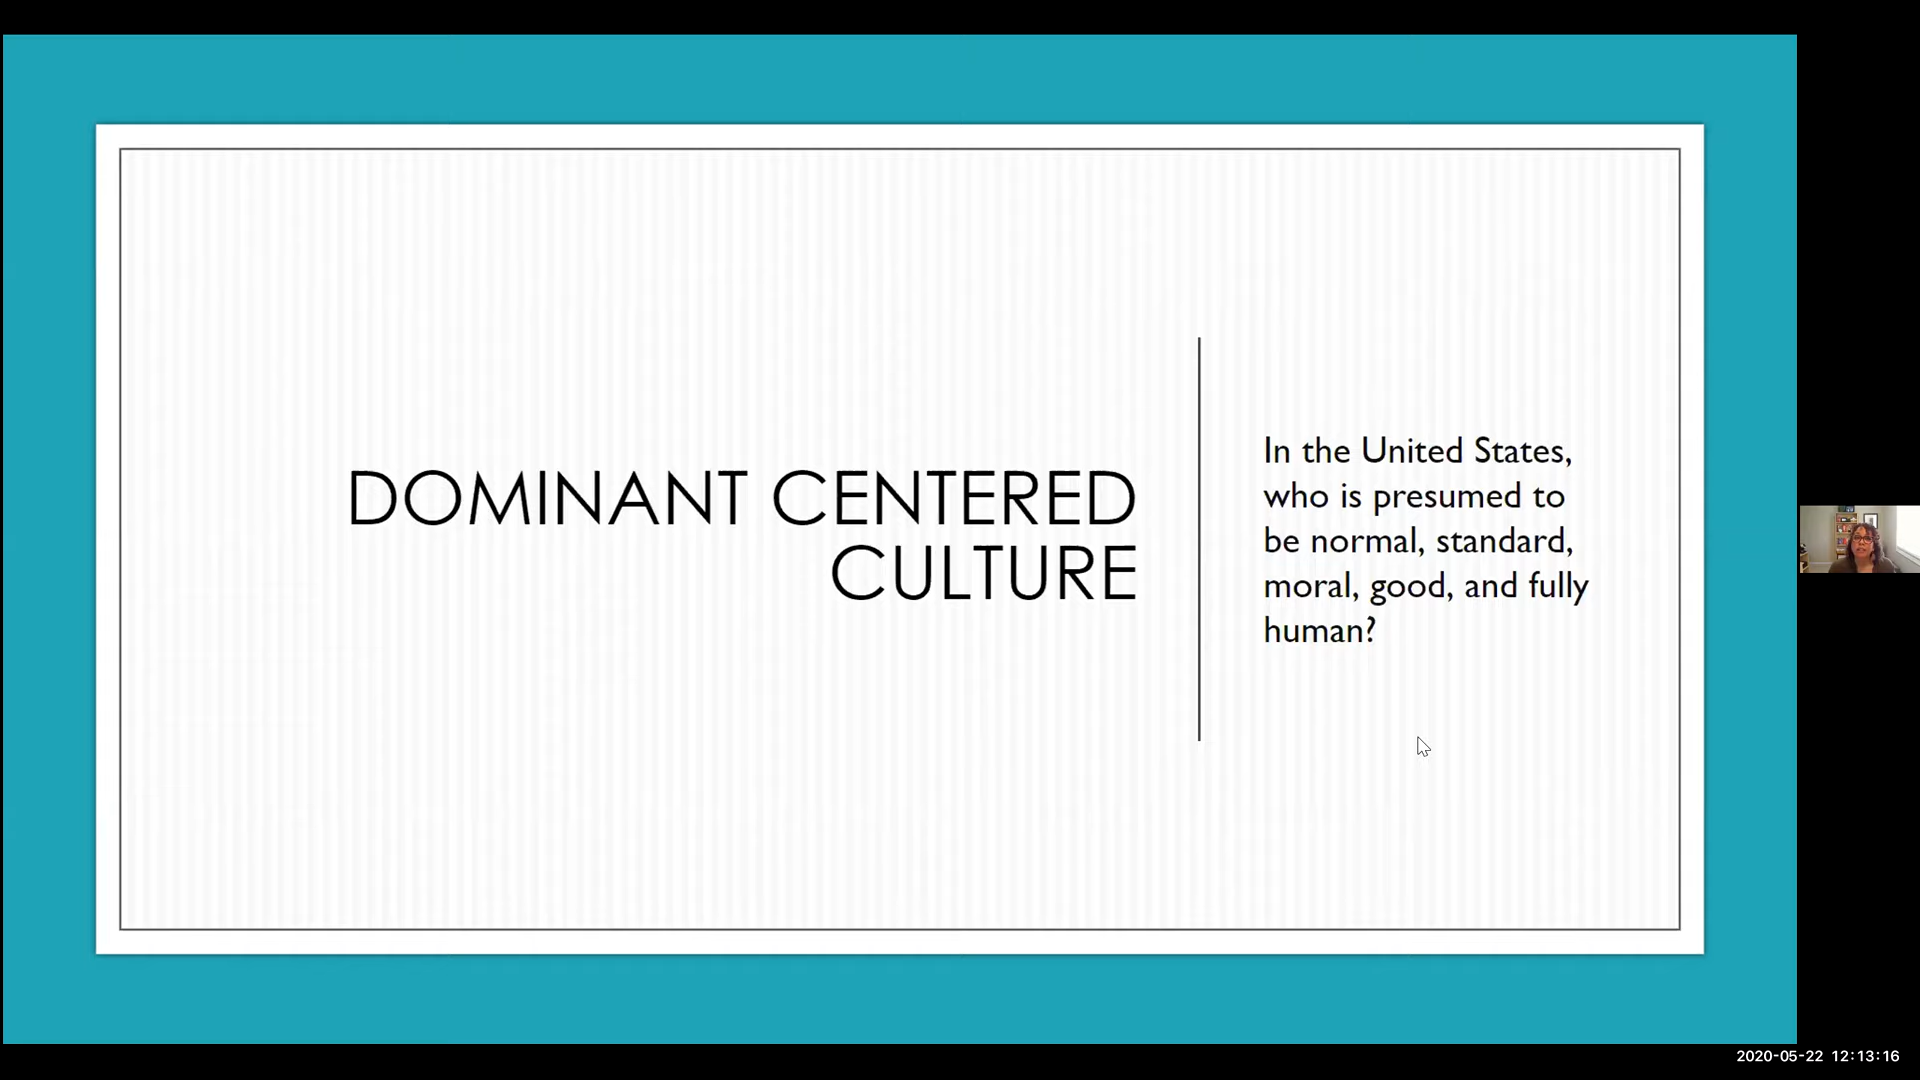 DOMINANT CENTERED
CULTURE
In the United States,
who is presumed to
be normal, standard,
moral, good, and fully
human?
2020-05-22 12:13:16